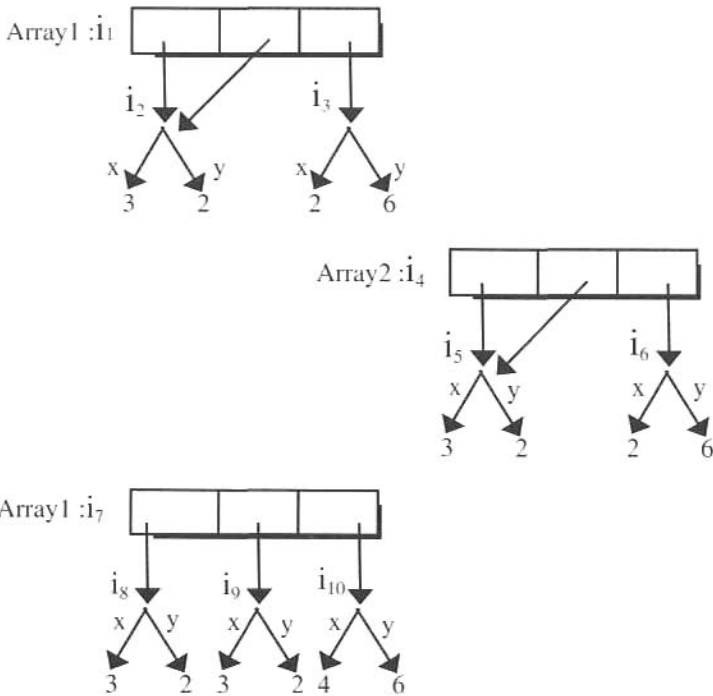 Array1 :i1
i2 i3
x y x y
3 2 2 6
Array2 :i4
i5 i6
x y x y
3 2 2 6
Array1 :i7
i8 i9 i10
x y x y x y
3 2 3 2 4 6